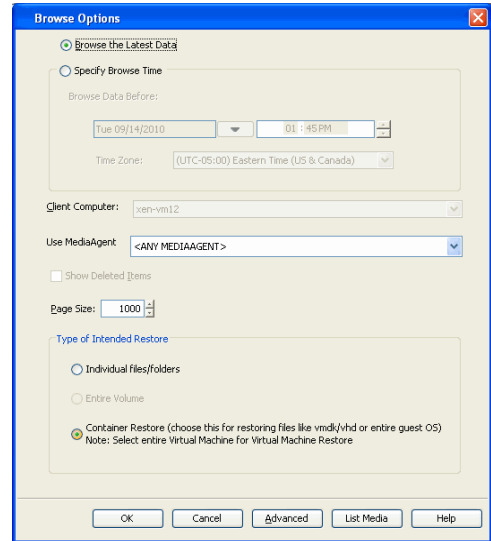 Browse Options
Browse the Latest Data
Specify Browse Time
Browse Data Before:
Tue 09/14/2010 01 : 45 PM
Time Zone: (UTC-05:00) Eastern Time (US & Canada)
Client Computer: xen-vm12
Use MediaAgent <ANY MEDIAAGENT>
Show Deleted Items
Page Size: 1000
Type of Intended Restore
Individual files/folders
Entire Volume
Container Restore (choose this for restoring files like vmdk/vhd or entire guest OS)
Note: Select entire Virtual Machine for Virtual Machine Restore
OK Cancel Advanced List Media Help